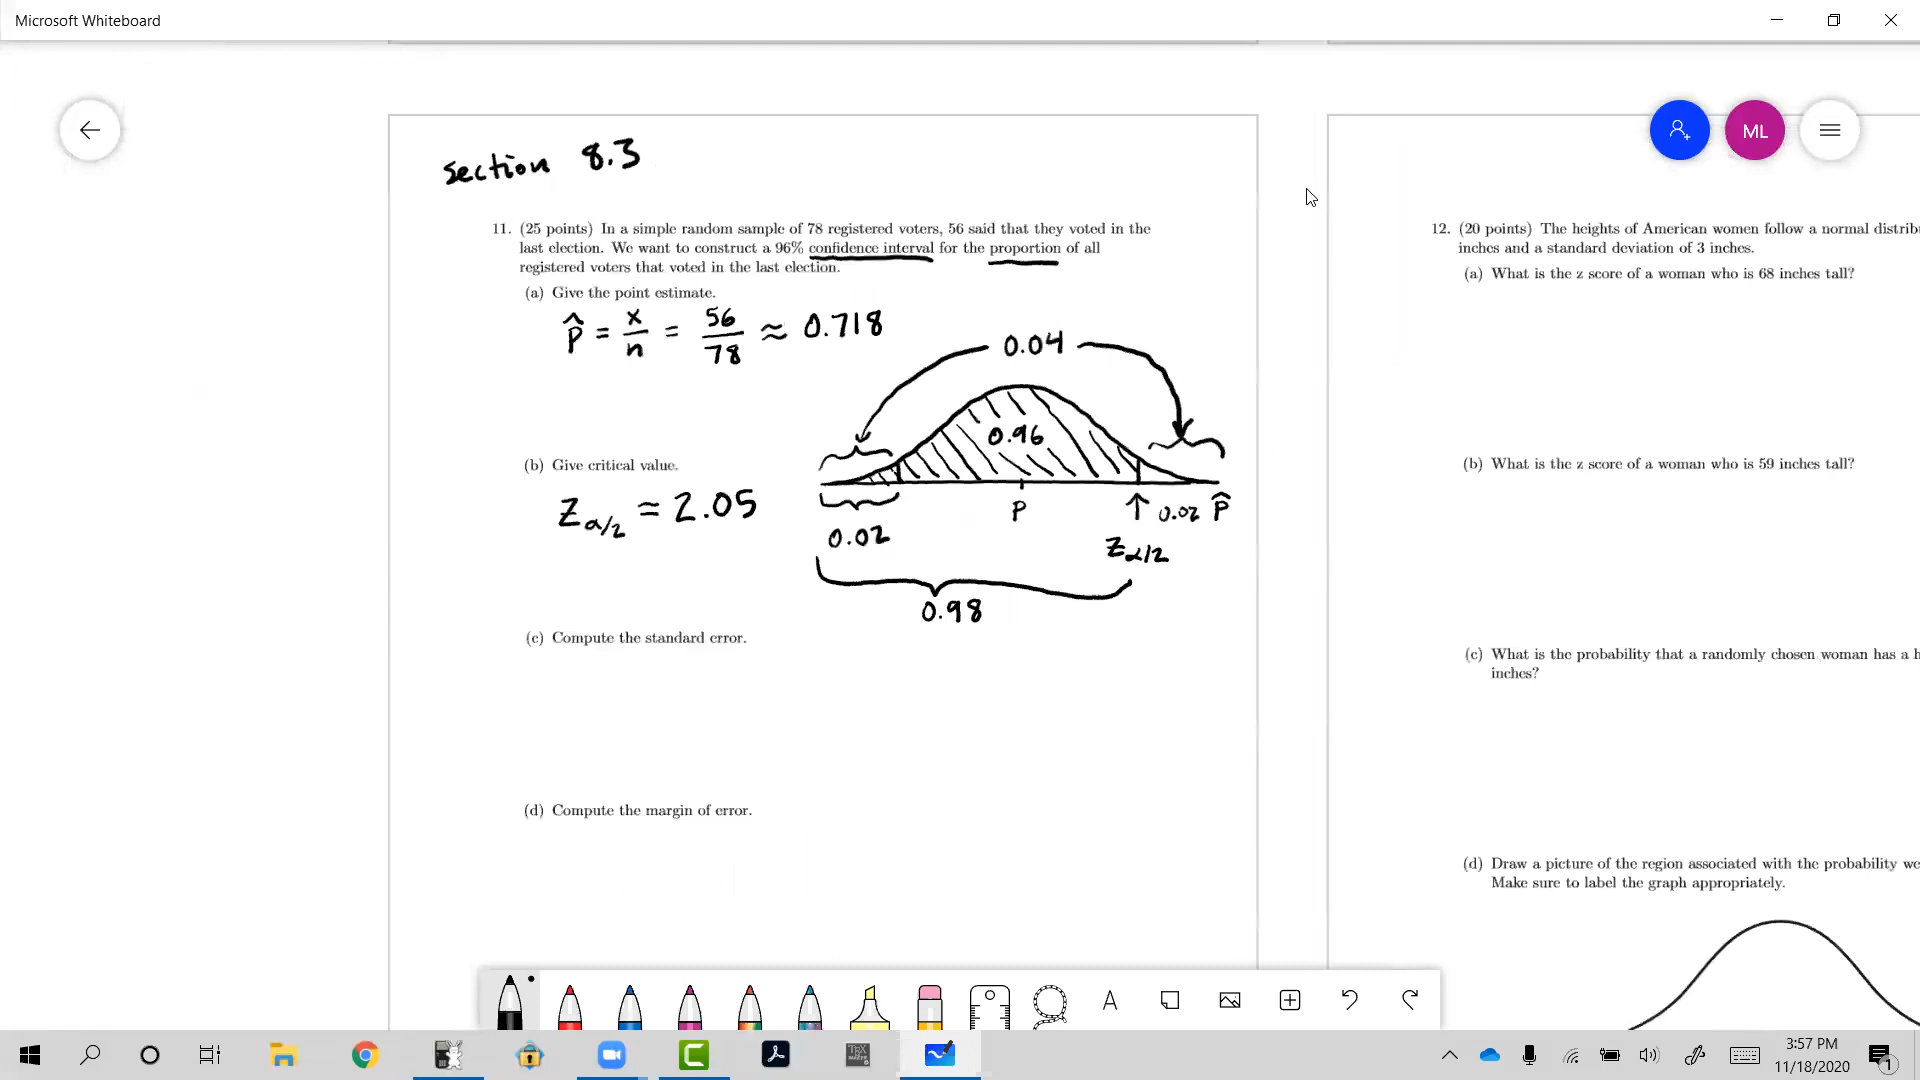 Microsoft Whiteboard
ML
section 8.3
11. (25 points) In a simple random sample of 78 registered voters, 56 said that they voted in the
last election. We want to construct a 96% confidence interval for the proportion of all
registered voters that voted in the last election.
(a) Give the point estimate.
p̂ = x/n = 56/78 ≈ 0.718
0.04
0.96
(b) Give critical value.
Z α/2 ≈ 2.05
0.02
P
↑ 0.02 p̂
Z α/2
0.98
(c) Compute the standard error.
(d) Compute the margin of error.
12. (20 points) The heights of American women follow a normal distribu
inches and a standard deviation of 3 inches.
(a) What is the z score of a woman who is 68 inches tall?
(b) What is the z score of a woman who is 59 inches tall?
(c) What is the probability that a randomly chosen woman has a h
inches?
(d) Draw a picture of the region associated with the probability we
Make sure to label the graph appropriately.
A
3:57 PM
11/18/2020
1